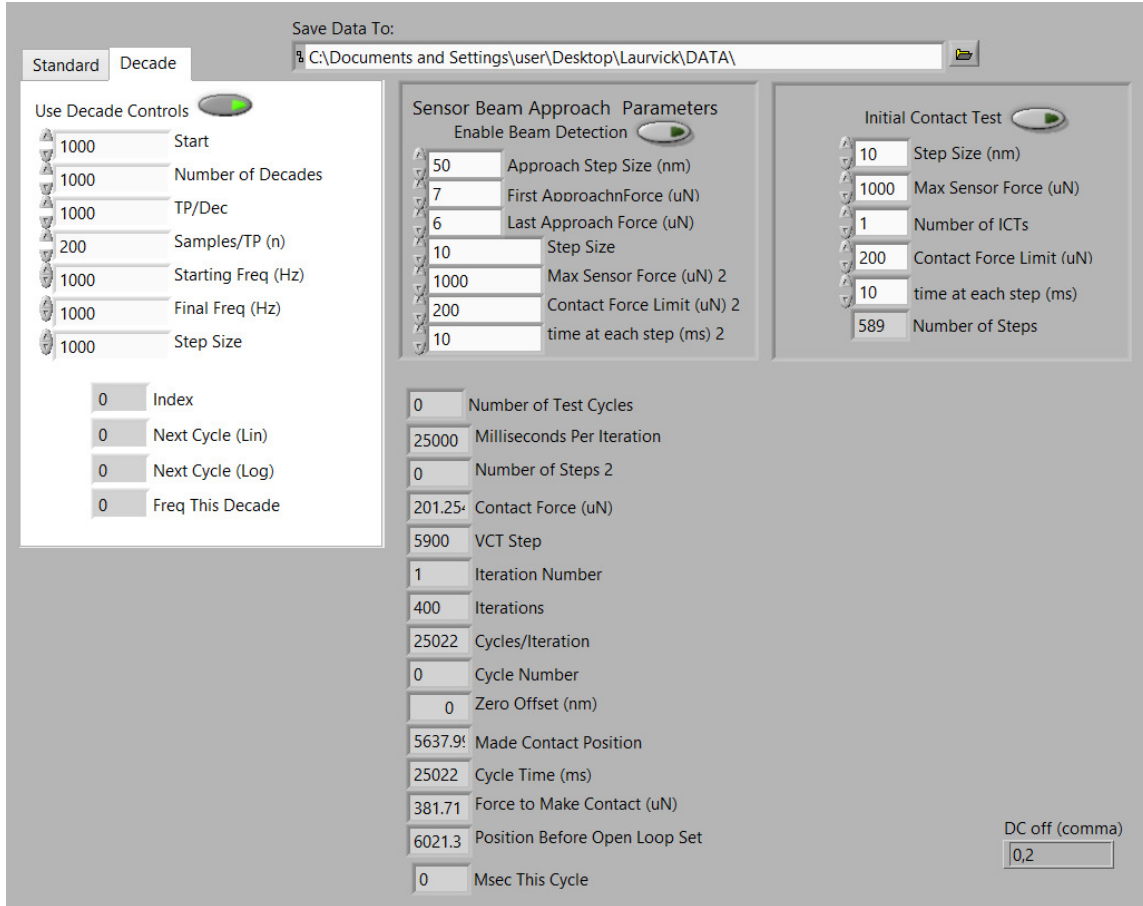 Save Data To:
C:\Documents and Settings\user\Desktop\Laurvick\DATA\
Standard Decade
Use Decade Controls
1000 Start
1000 Number of Decades
1000 TP/Dec
200 Samples/TP (n)
1000 Starting Freq (Hz)
1000 Final Freq (Hz)
1000 Step Size
0 Index
0 Next Cycle (Lin)
0 Next Cycle (Log)
0 Freq This Decade
Sensor Beam Approach Parameters
Enable Beam Detection
50 Approach Step Size (nm)
7 First ApproachnForce (uN)
6 Last Approach Force (uN)
10 Step Size
1000 Max Sensor Force (uN) 2
200 Contact Force Limit (uN) 2
10 time at each step (ms) 2
Initial Contact Test
10 Step Size (nm)
1000 Max Sensor Force (uN)
1 Number of ICTs
200 Contact Force Limit (uN)
10 time at each step (ms)
589 Number of Steps
0 Number of Test Cycles
25000 Milliseconds Per Iteration
0 Number of Steps 2
201.254 Contact Force (uN)
5900 VCT Step
1 Iteration Number
400 Iterations
25022 Cycles/Iteration
0 Cycle Number
0 Zero Offset (nm)
5637.99 Made Contact Position
25022 Cycle Time (ms)
381.71 Force to Make Contact (uN)
6021.3 Position Before Open Loop Set
0 Msec This Cycle
DC off (comma)
0,2